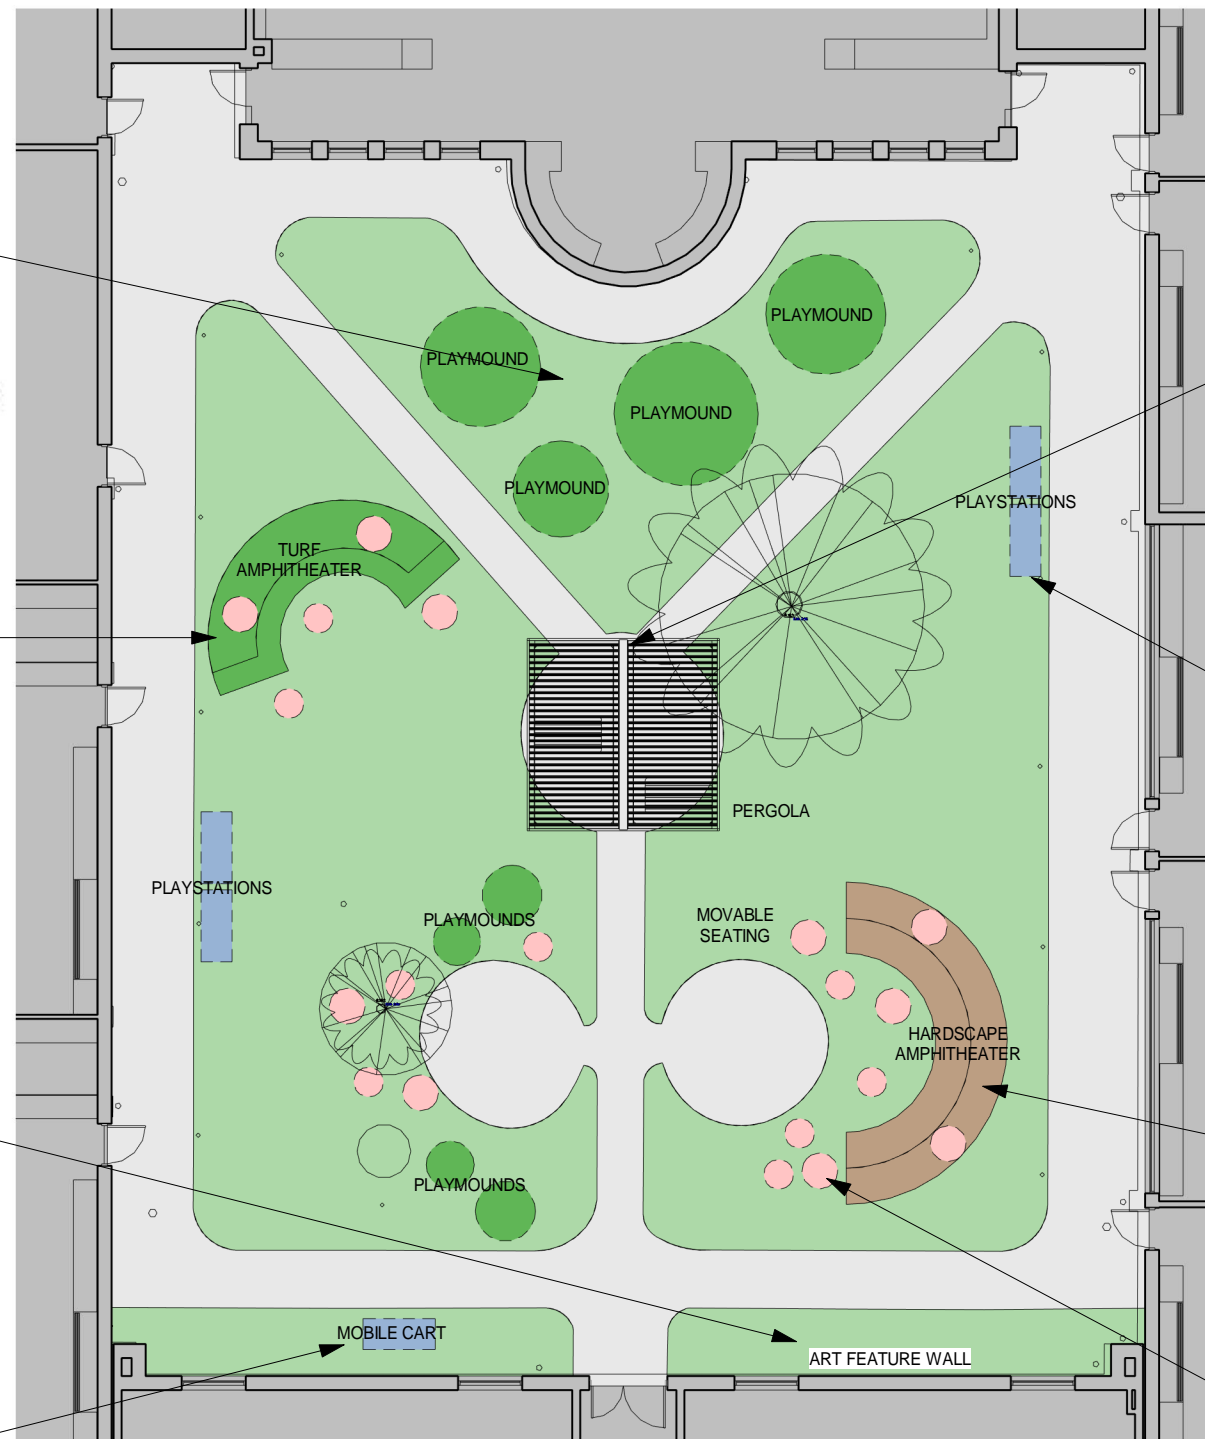 PLAYMOUND
PLAYMOUND
PLAYMOUND
PLAYMOUND
PLAYSTATIONS
TURF
AMPHITHEATER
PERGOLA
PLAYSTATIONS
PLAYMOUNDS
MOVABLE
SEATING
HARDSCAPE
AMPHITHEATER
PLAYMOUNDS
MOBILE CART
ART FEATURE WALL